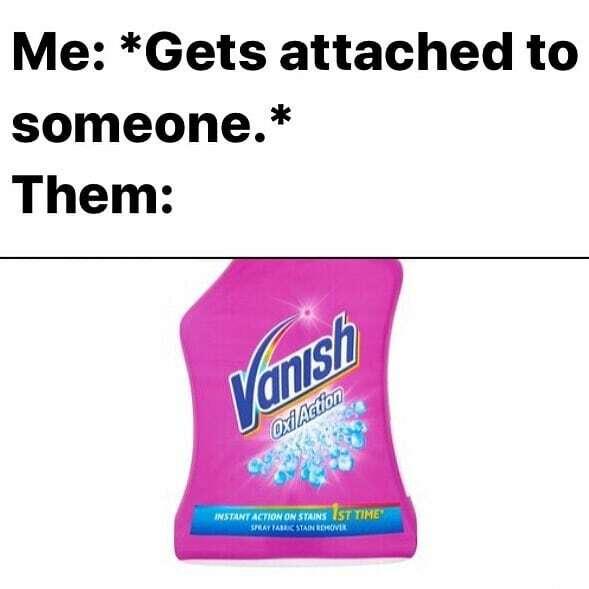 Me: *Gets attached to
someone.*
Them:
Vanish
Oxi Action
INSTANT ACTION ON STAINS 1ST TIME*
SPRAY FABRIC STAIN REMOVER